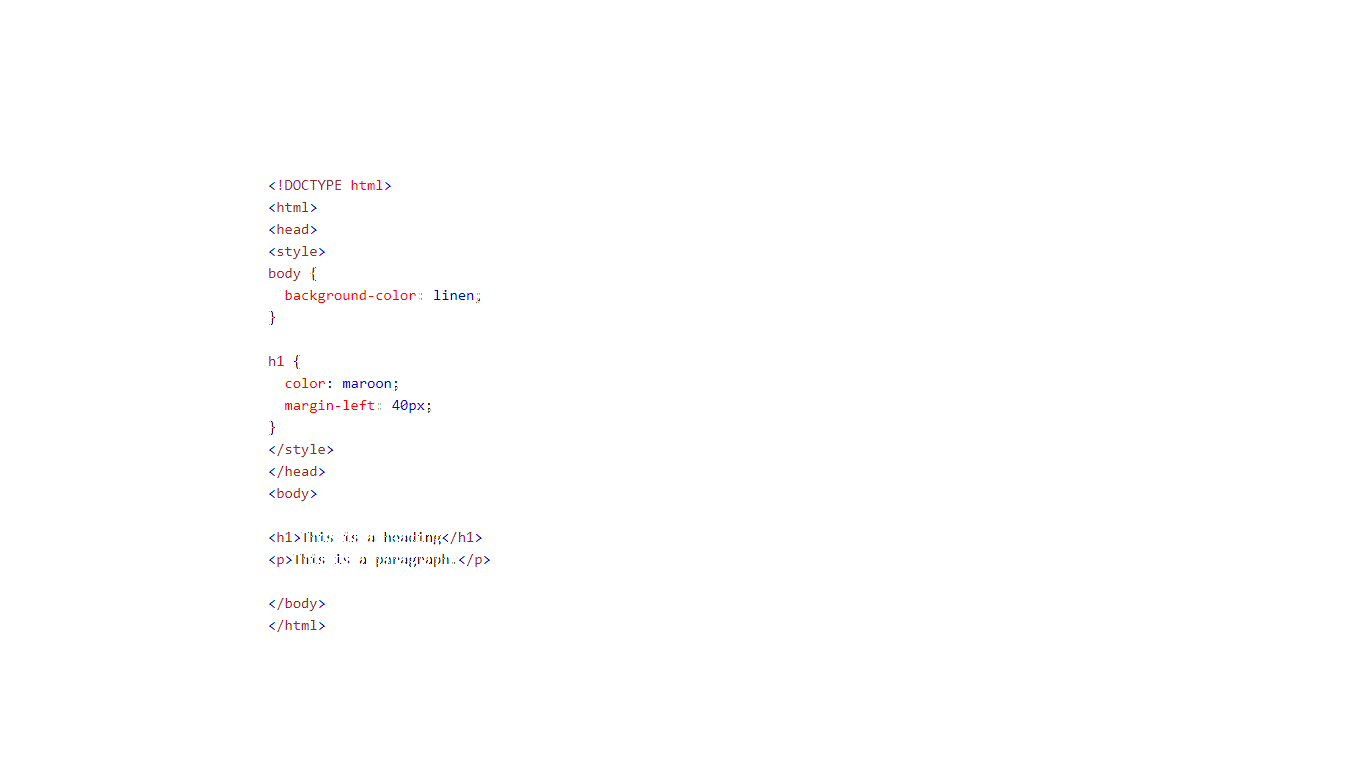 <!DOCTYPE html>
<html>
<head>
<style>
body {
  background-color: linen;
}

h1 {
  color: maroon;
  margin-left: 40px;
}
</style>
</head>
<body>

<h1>This is a heading</h1>
<p>This is a paragraph.</p>

</body>
</html>